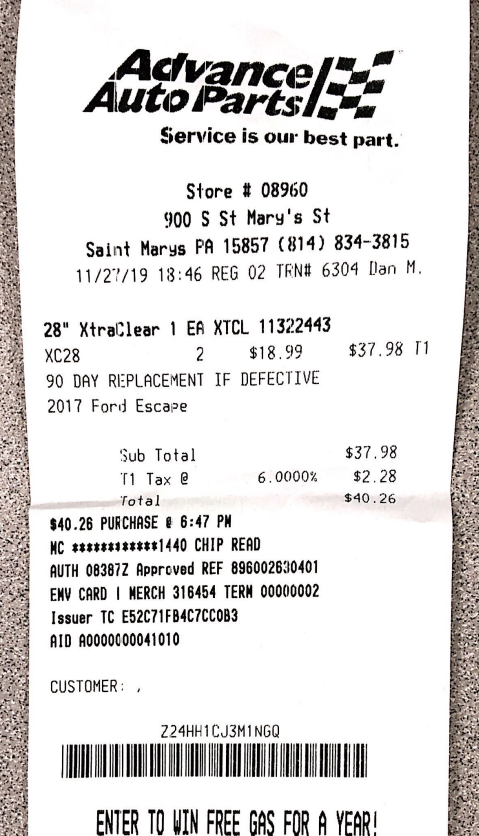 Advance
Auto Parts
Service is our best part.
Store # 08960
900 S St Mary's St
Saint Marys PA 15857 (814) 834-3815
11/27/19 18:46 REG 02 TRN# 6304 Dan M.
28" XtraClear 1 EA XTCL 11322443
XC28 2 $18.99 $37.98 T1
90 DAY REPLACEMENT IF DEFECTIVE
2017 Ford Escape
Sub Total $37.98
T1 Tax @ 6.0000% $2.28
Total $40.26
$40.26 PURCHASE @ 6:47 PM
MC ************1440 CHIP READ
AUTH 08387Z Approved REF 896002630401
EMV CARD | MERCH 316454 TERM 00000002
Issuer TC E52C71FB4C7CC0B3
AID A0000000041010
CUSTOMER: ,
Z24HH1CJ3M1NGQ
ENTER TO WIN FREE GAS FOR A YEAR!